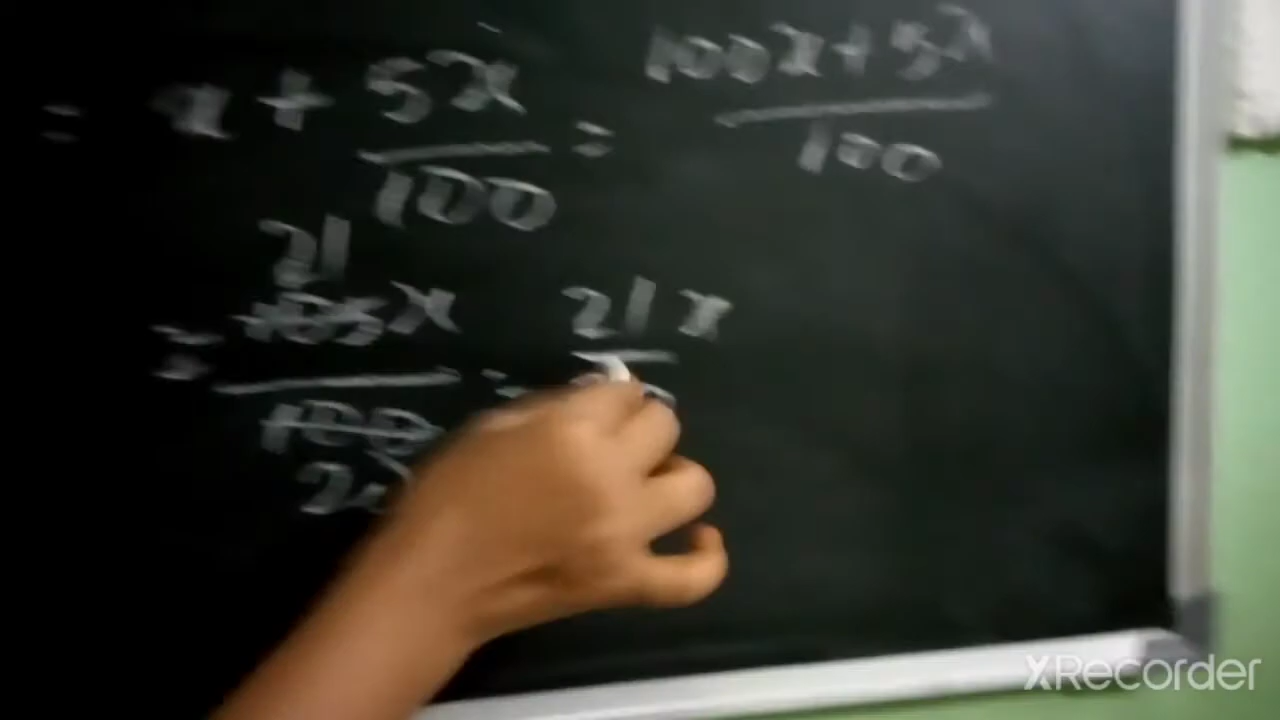 = x + 5x/100 = 100x+5x/100
21
= 105x/100 = 21x
20
XRecorder